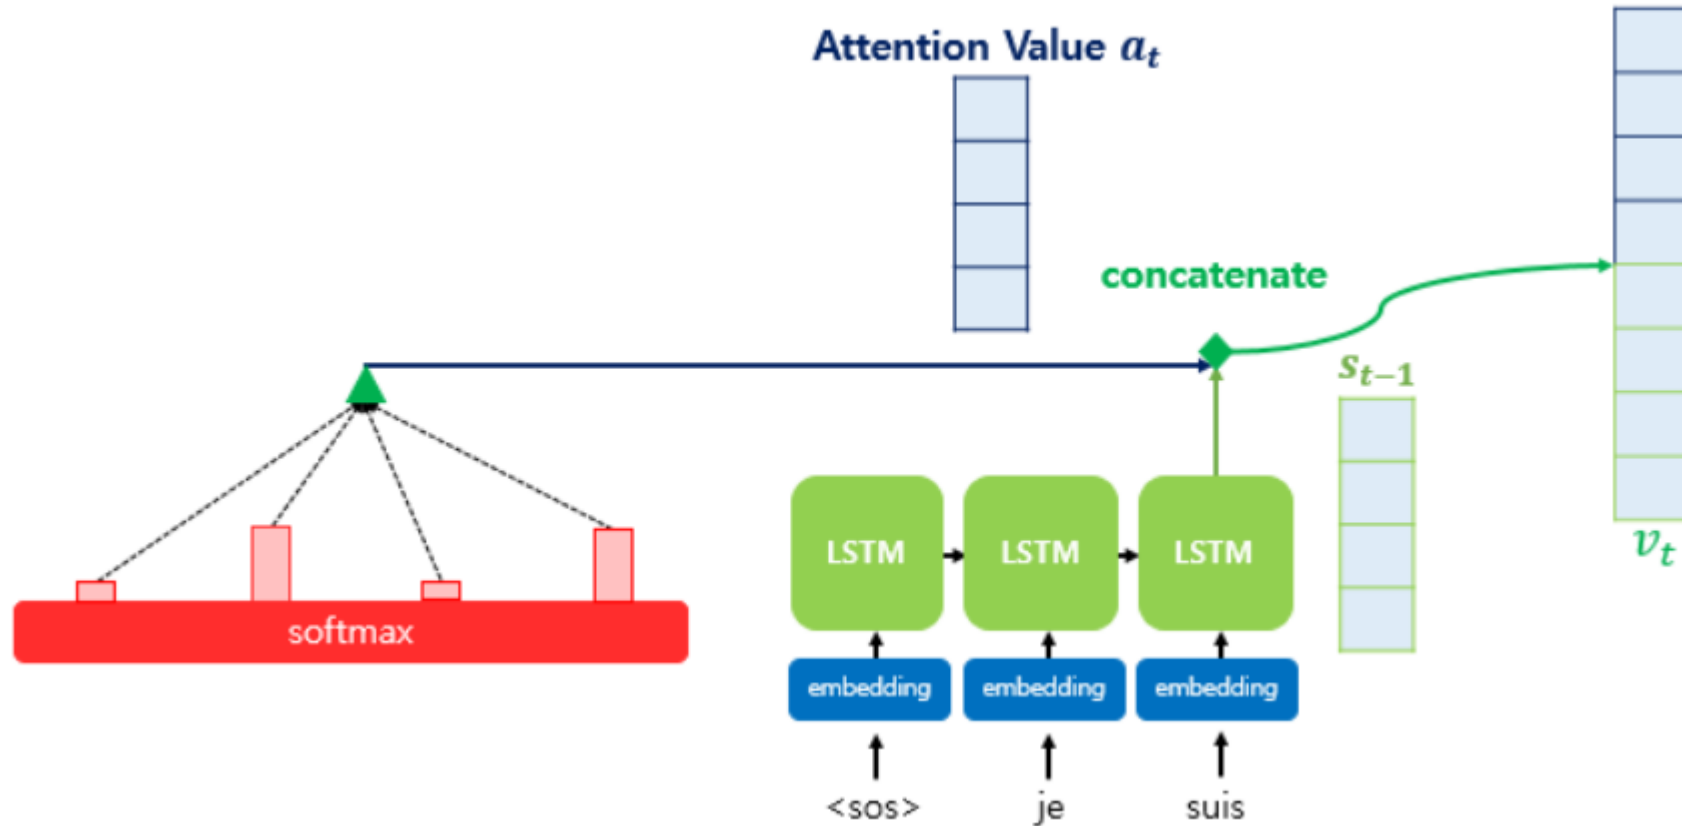 Attention Value a_t
concatenate
s_{t-1}
LSTM LSTM LSTM
v_t
softmax
embedding embedding embedding
<sos> je suis